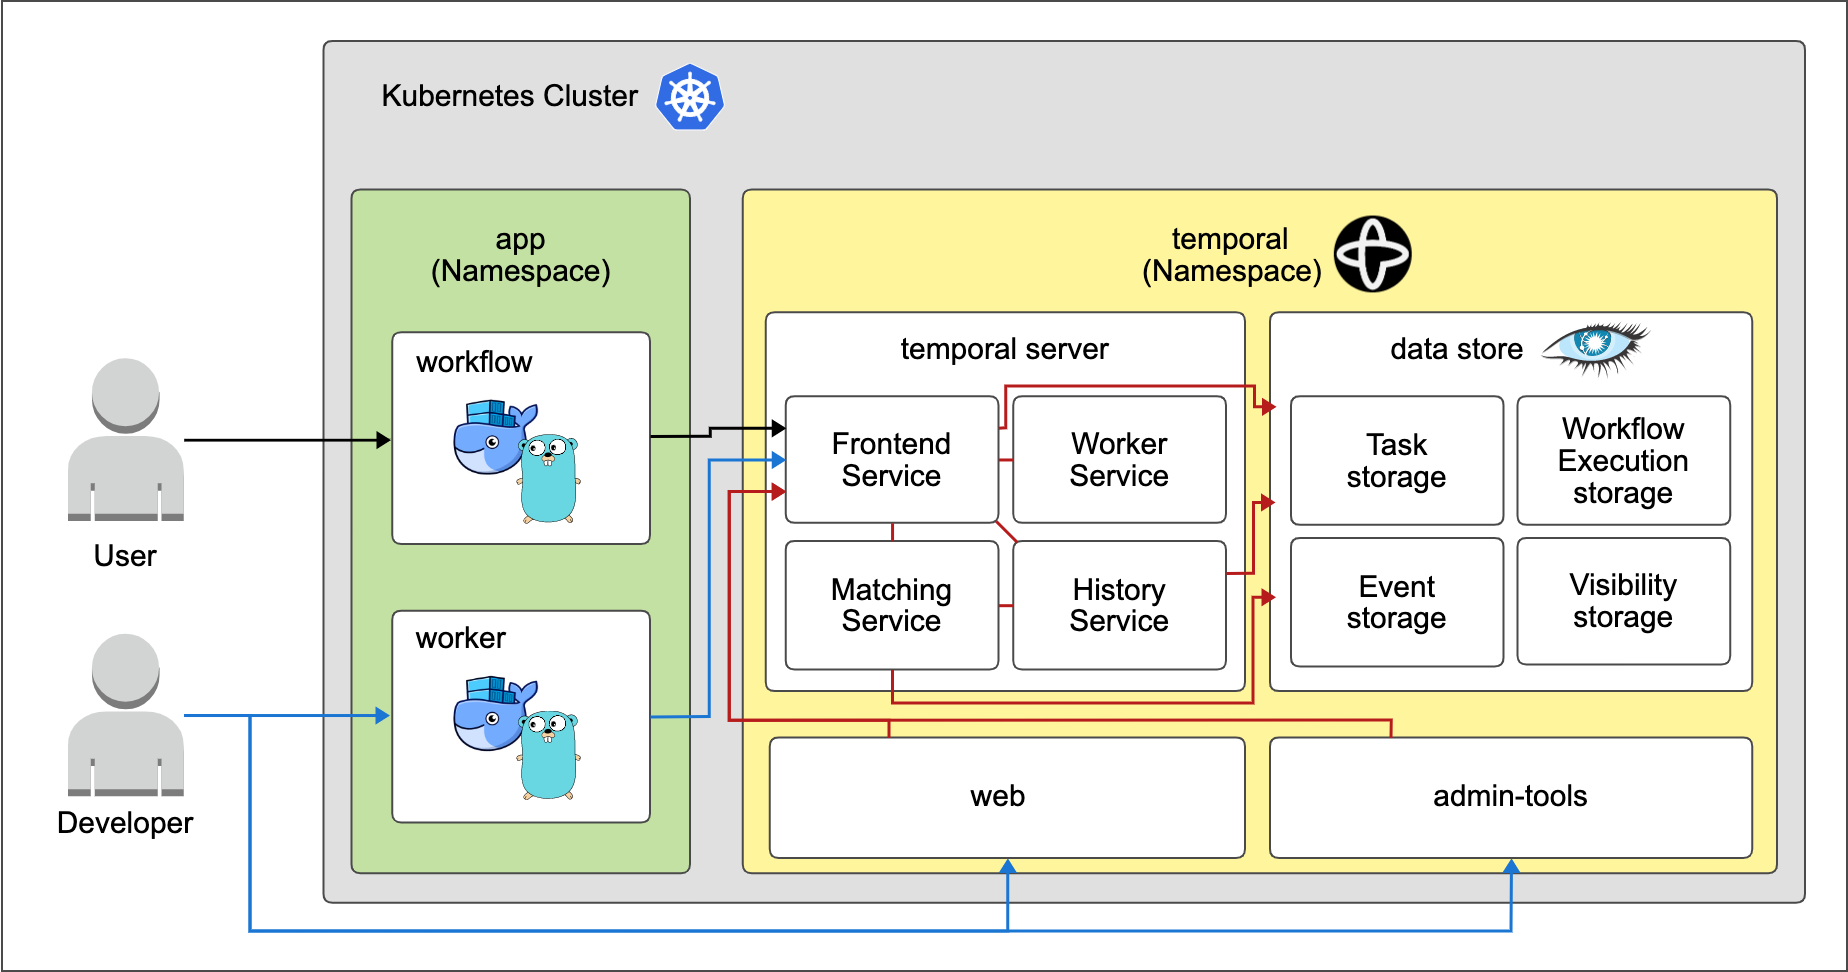 Kubernetes Cluster
app
(Namespace)
temporal
(Namespace)
workflow
temporal server
data store
Frontend
Service
Worker
Service
Task
storage
Workflow
Execution
storage
User
Matching
Service
History
Service
Event
storage
Visibility
storage
worker
Developer
web
admin-tools